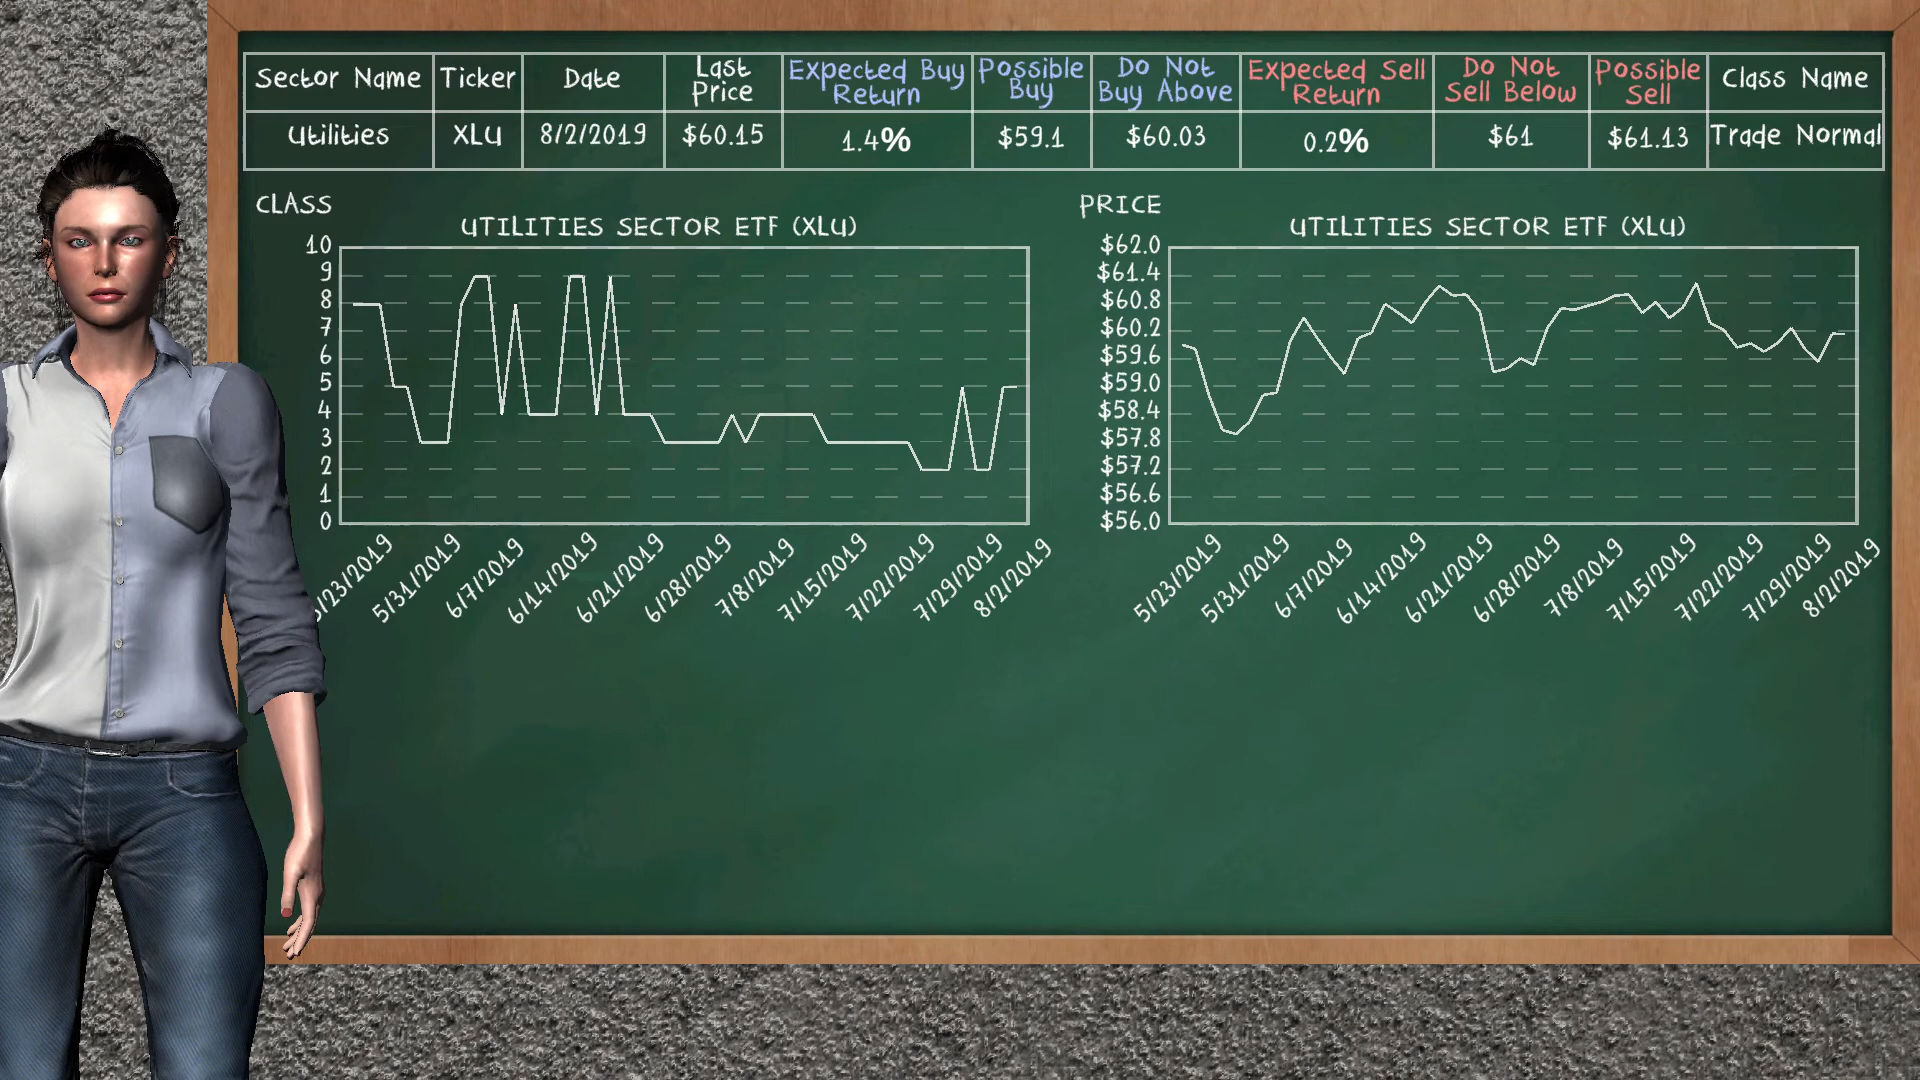 Sector Name Ticker Date Last Price Expected Buy Return Possible Buy Do Not Buy Above Expected Sell Return Do Not Sell Below Possible Sell Class Name
Utilities XLU 8/2/2019 $60.15 1.4% $59.1 $60.03 0.2% $61 $61.13 Trade Normal
CLASS
UTILITIES SECTOR ETF (XLU)
10
9
8
7
6
5
4
3
2
1
0
5/23/2019 5/31/2019 6/7/2019 6/14/2019 6/21/2019 6/28/2019 7/8/2019 7/15/2019 7/22/2019 7/29/2019 8/2/2019
PRICE
UTILITIES SECTOR ETF (XLU)
$62.0
$61.4
$60.8
$60.2
$59.6
$59.0
$58.4
$57.8
$57.2
$56.6
$56.0
5/23/2019 5/31/2019 6/7/2019 6/14/2019 6/21/2019 6/28/2019 7/8/2019 7/15/2019 7/22/2019 7/29/2019 8/2/2019